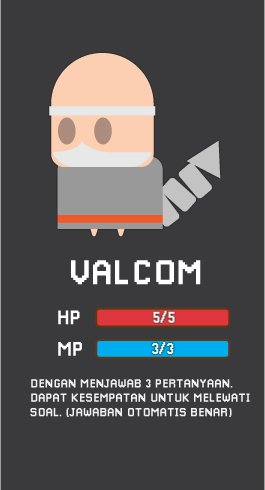 VALCOM
HP 5/5
MP 3/3
DENGAN MENJAWAB 3 PERTANYAAN.
DAPAT KESEMPATAN UNTUK MELEWATI
SOAL. (JAWABAN OTOMATIS BENAR)